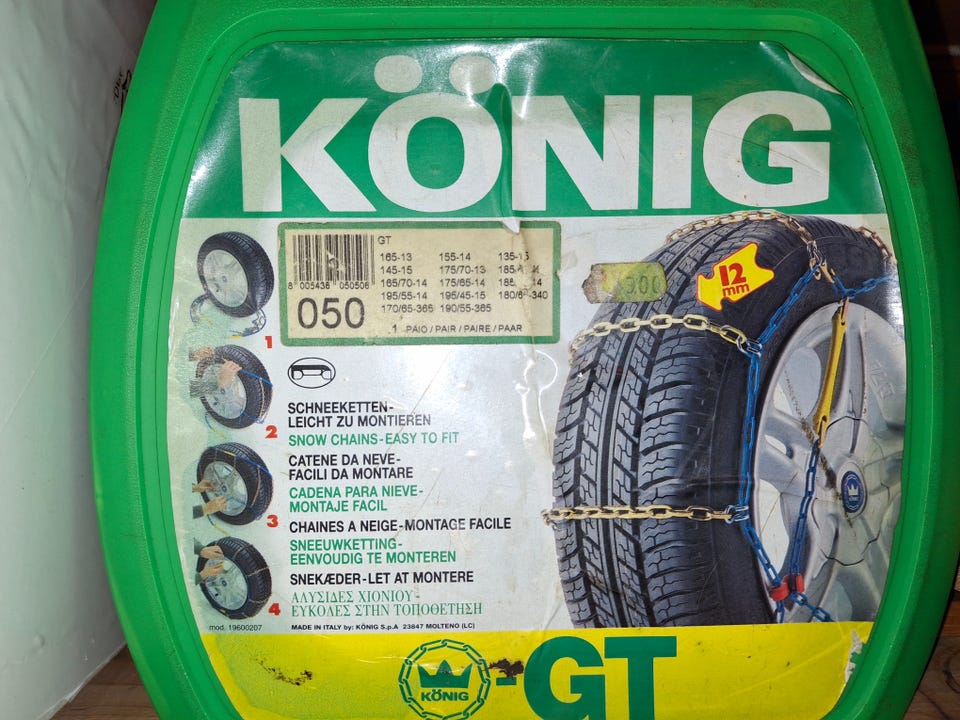 KÖNIG
GT
165-13 155-14 135-15
145-15 175/70-13
165/70-14 175/65-14
195/55-14 195/45-15
170/65-365 190/55-365
8 005438 050506
050
1 PAIO / PAIR / PAIRE / PAAR
12
mm
1
SCHNEEKETTEN-
LEICHT ZU MONTIEREN
2
SNOW CHAINS-EASY TO FIT
CATENE DA NEVE-
FACILI DA MONTARE
CADENA PARA NIEVE-
MONTAJE FACIL
3
CHAINES A NEIGE-MONTAGE FACILE
SNEEUWKETTING-
EENVOUDIG TE MONTEREN
SNEKÆDER-LET AT MONTERE
4
ΑΛΥΣΙΔΕΣ ΧΙΟΝΙΟΥ-
ΕΥΚΟΛΕΣ ΣΤΗΝ ΤΟΠΟΘΕΤΗΣΗ
mod. 19600207
MADE IN ITALY by: KÖNIG S.p.A 23847 MOLTENO (LC)
KÖNIG
-GT